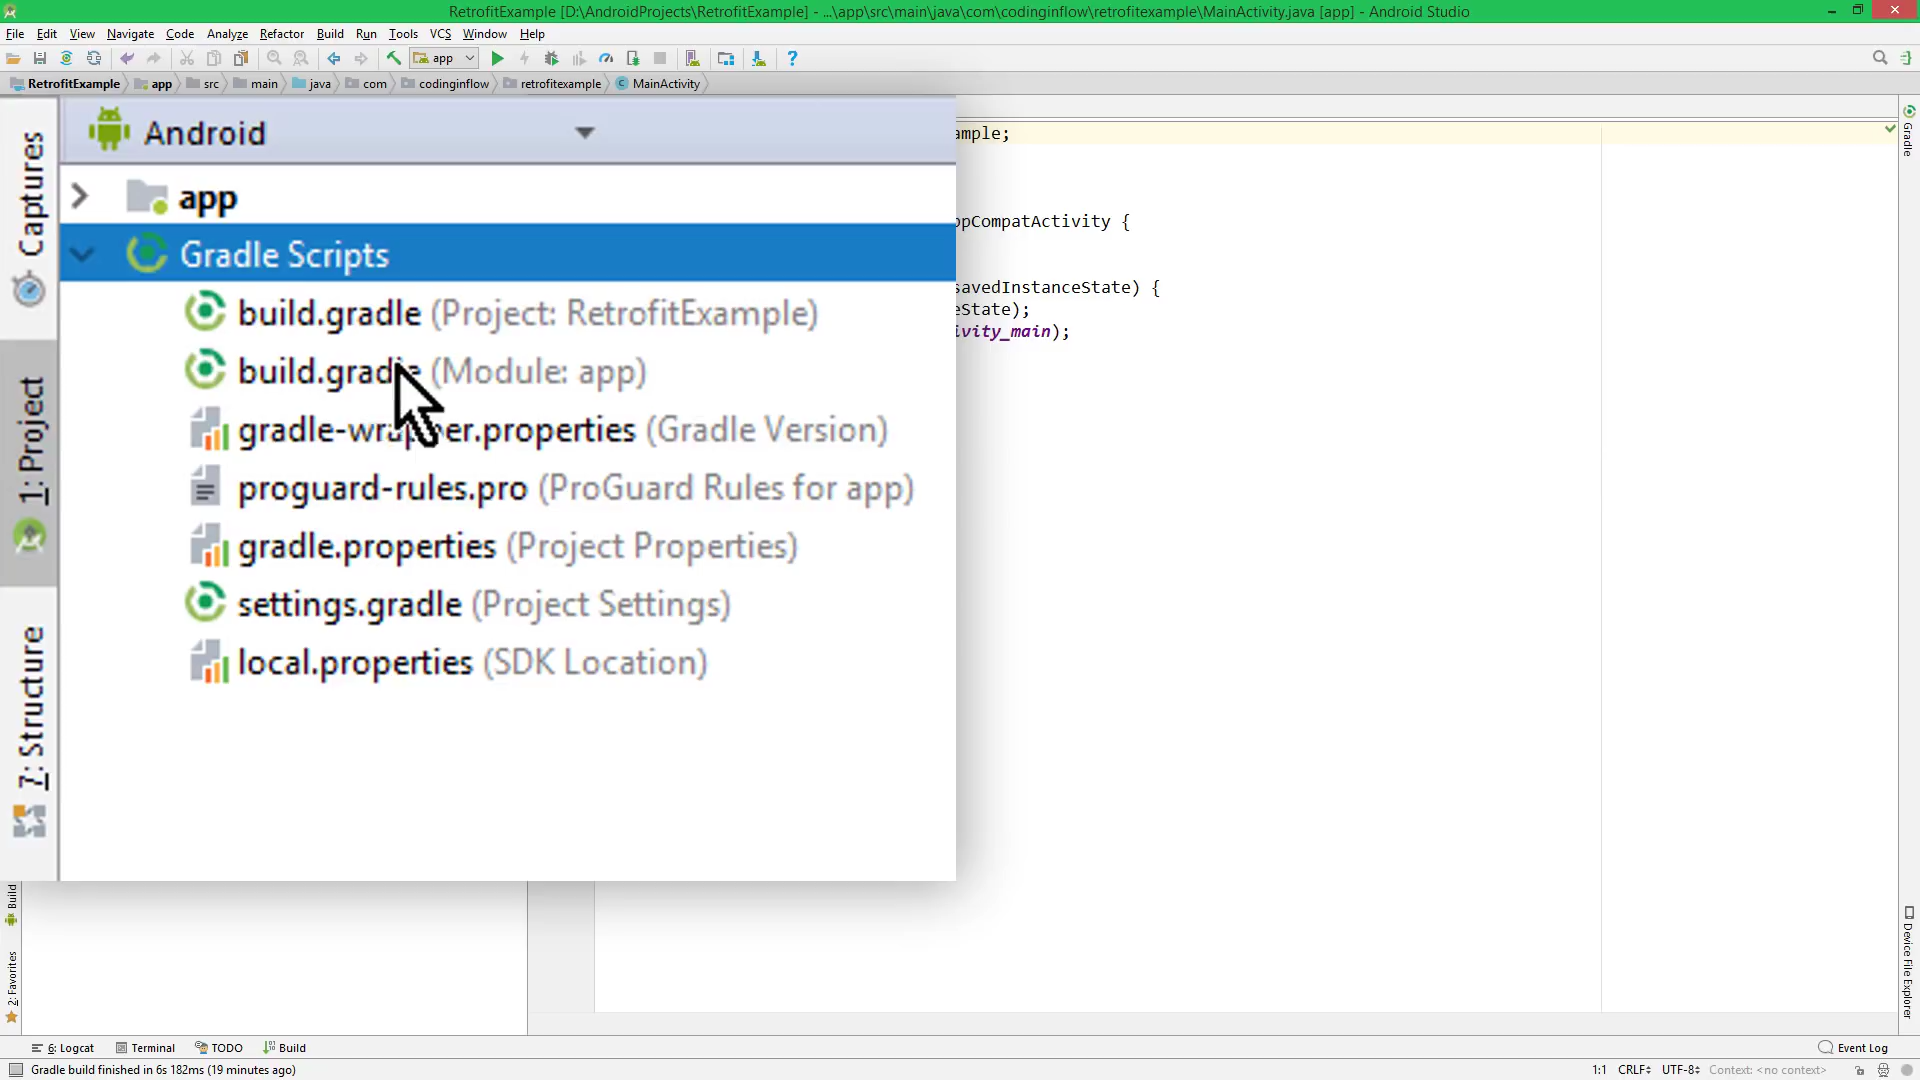 RetrofitExample [D:\AndroidProjects\RetrofitExample] - ...\app\src\main\java\com\codinginflow\retrofitexample\MainActivity.java [app] - Android Studio
File Edit View Navigate Code Analyze Refactor Build Run Tools VCS Window Help
app
RetrofitExample app src main java com codinginflow retrofitexample MainActivity
Captures
1: Project
7: Structure
Build
2: Favorites
Android
app
Gradle Scripts
build.gradle (Project: RetrofitExample)
build.gradle (Module: app)
gradle-wrapper.properties (Gradle Version)
proguard-rules.pro (ProGuard Rules for app)
gradle.properties (Project Properties)
settings.gradle (Project Settings)
local.properties (SDK Location)
ample;
ppCompatActivity {
savedInstanceState) {
eState);
ivity_main);
Gradle
Device File Explorer
6: Logcat Terminal TODO Build Event Log
Gradle build finished in 6s 182ms (19 minutes ago) 1:1 CRLF UTF-8 Context: <no context>